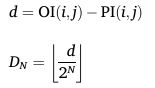 d = OI(i,j) − PI(i,j)
D_N = ⌊d / 2^N⌋